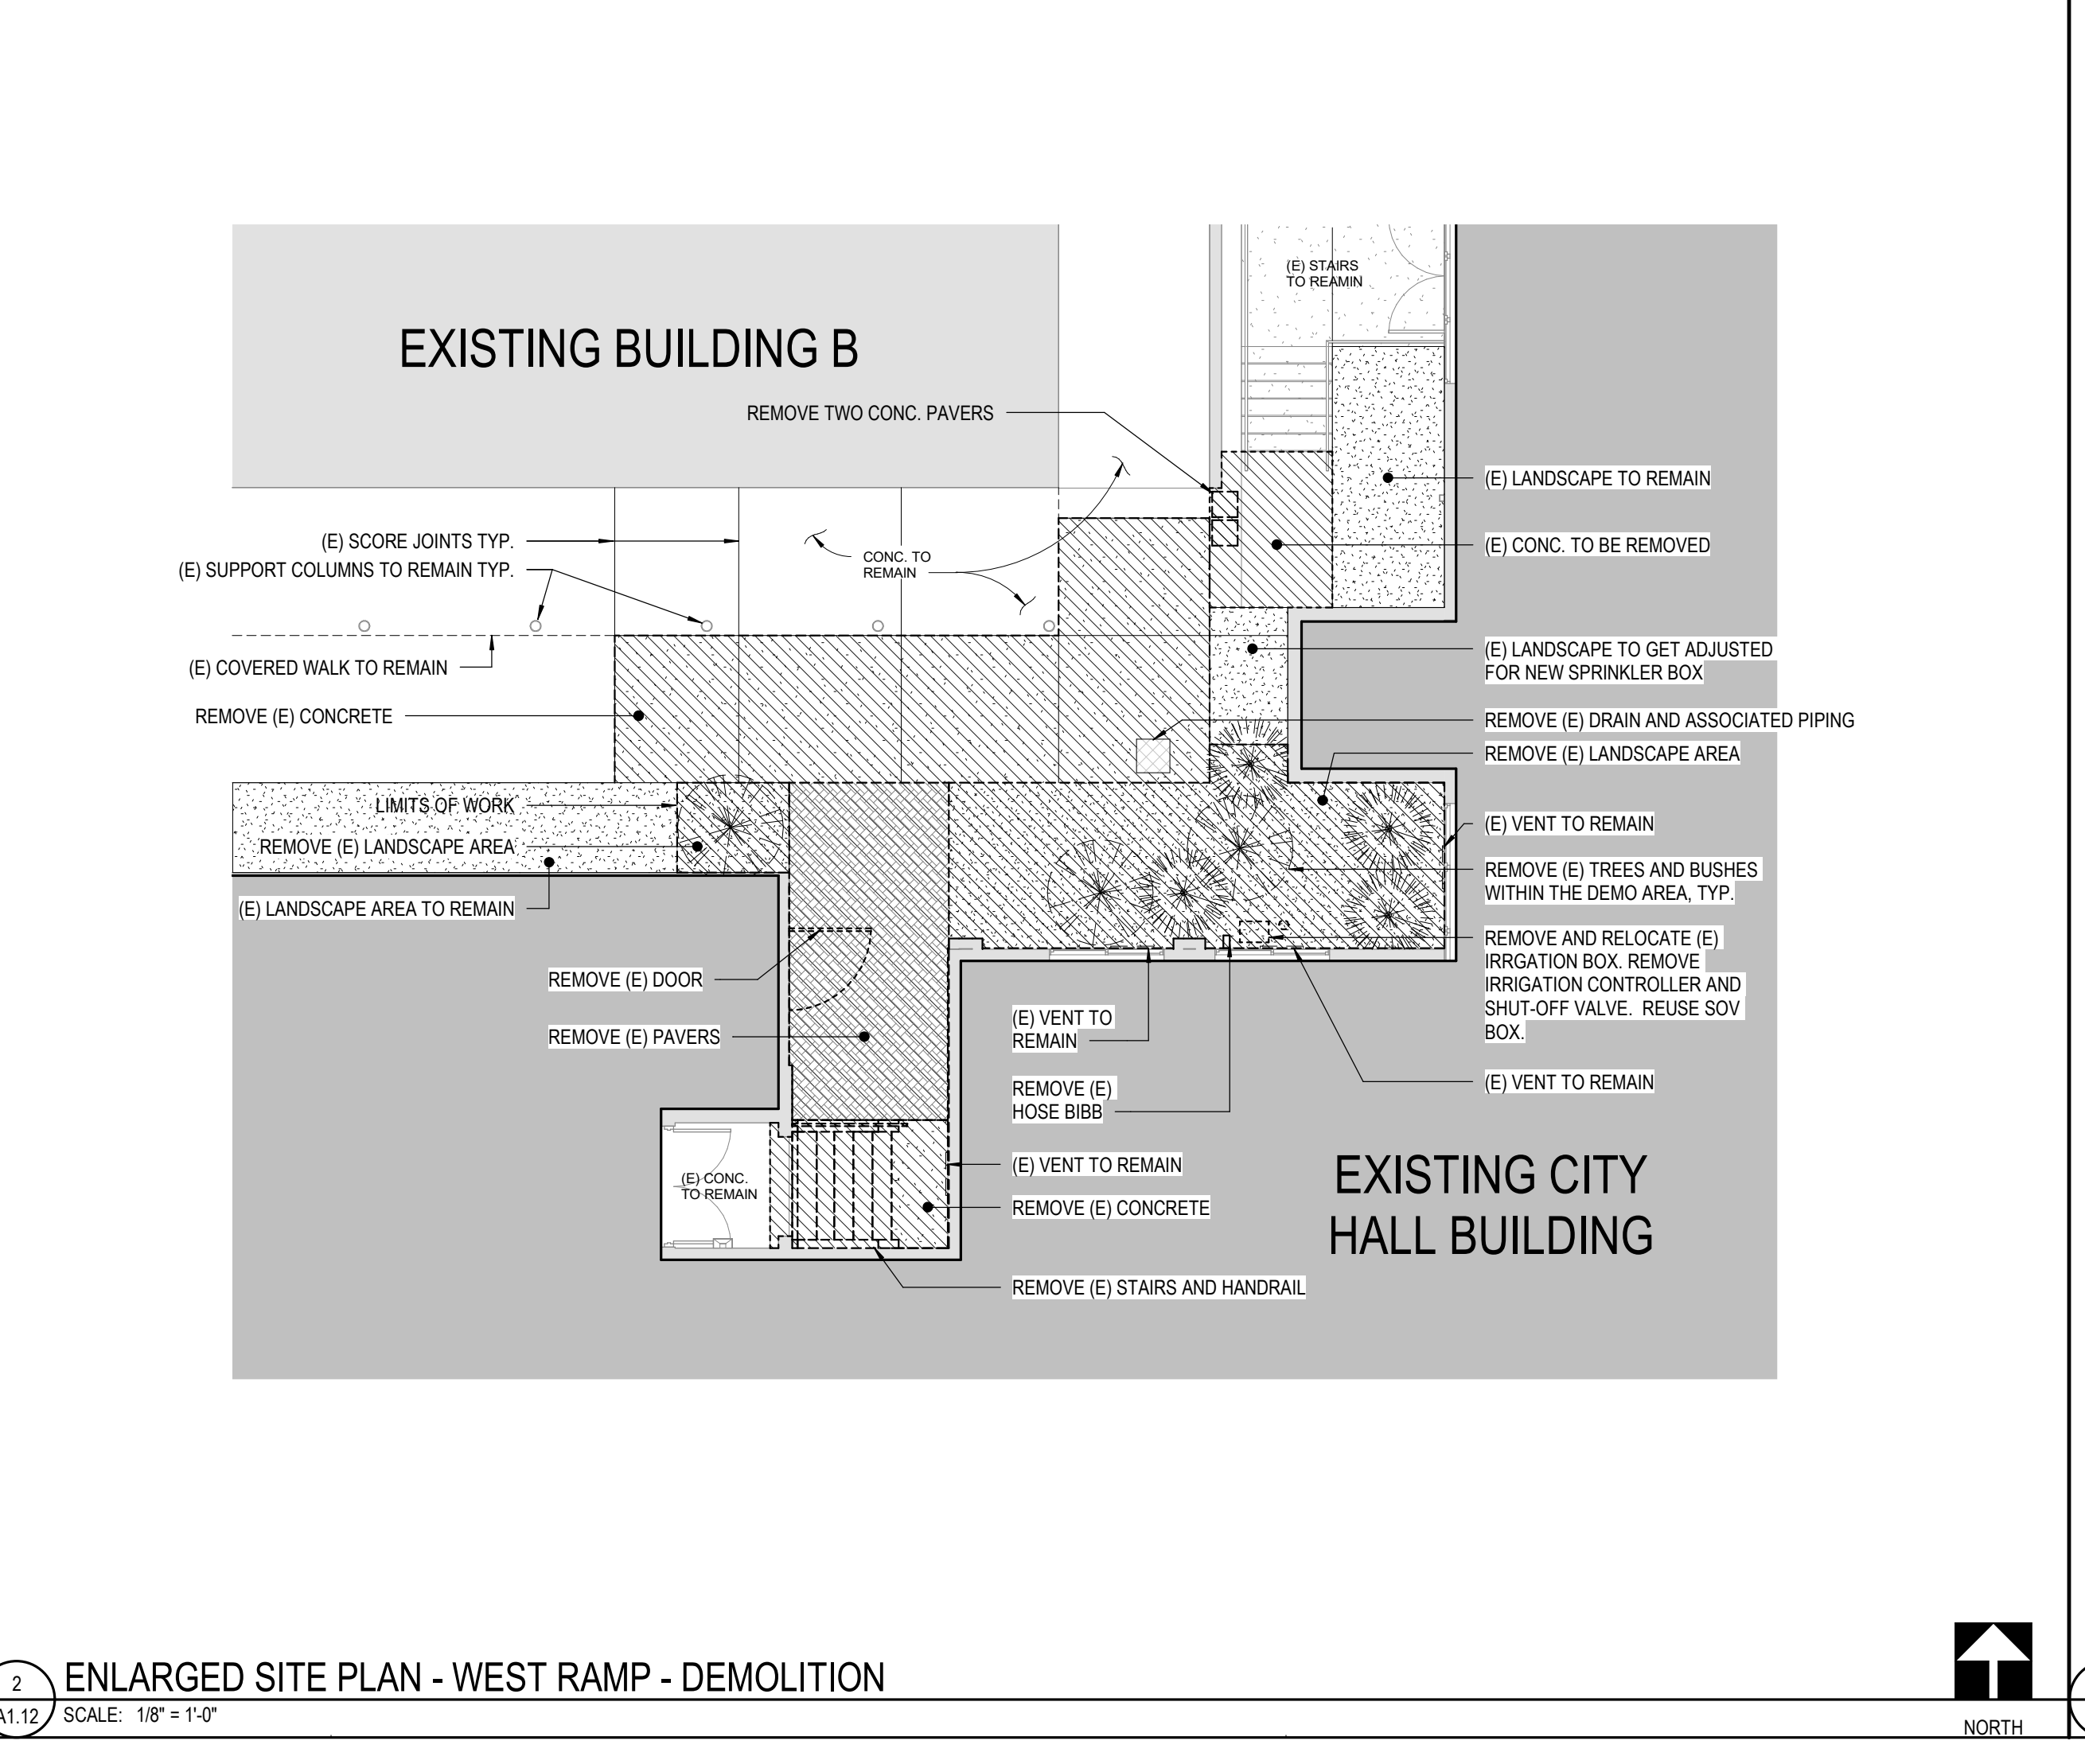 (E) STAIRS
TO REAMIN
EXISTING BUILDING B
REMOVE TWO CONC. PAVERS
(E) LANDSCAPE TO REMAIN
(E) SCORE JOINTS TYP.
(E) SUPPORT COLUMNS TO REMAIN TYP.
CONC. TO
REMAIN
(E) CONC. TO BE REMOVED
(E) COVERED WALK TO REMAIN
(E) LANDSCAPE TO GET ADJUSTED
FOR NEW SPRINKLER BOX
REMOVE (E) CONCRETE
REMOVE (E) DRAIN AND ASSOCIATED PIPING
REMOVE (E) LANDSCAPE AREA
LIMITS OF WORK
(E) VENT TO REMAIN
REMOVE (E) LANDSCAPE AREA
REMOVE (E) TREES AND BUSHES
WITHIN THE DEMO AREA, TYP.
(E) LANDSCAPE AREA TO REMAIN
REMOVE AND RELOCATE (E)
IRRGATION BOX. REMOVE
IRRIGATION CONTROLLER AND
SHUT-OFF VALVE. REUSE SOV
BOX.
REMOVE (E) DOOR
(E) VENT TO
REMAIN
REMOVE (E) PAVERS
REMOVE (E)
HOSE BIBB
(E) VENT TO REMAIN
(E) VENT TO REMAIN
(E) CONC.
TO REMAIN
REMOVE (E) CONCRETE
EXISTING CITY
HALL BUILDING
REMOVE (E) STAIRS AND HANDRAIL
2
A1.12
ENLARGED SITE PLAN - WEST RAMP - DEMOLITION
SCALE: 1/8" = 1'-0"
NORTH